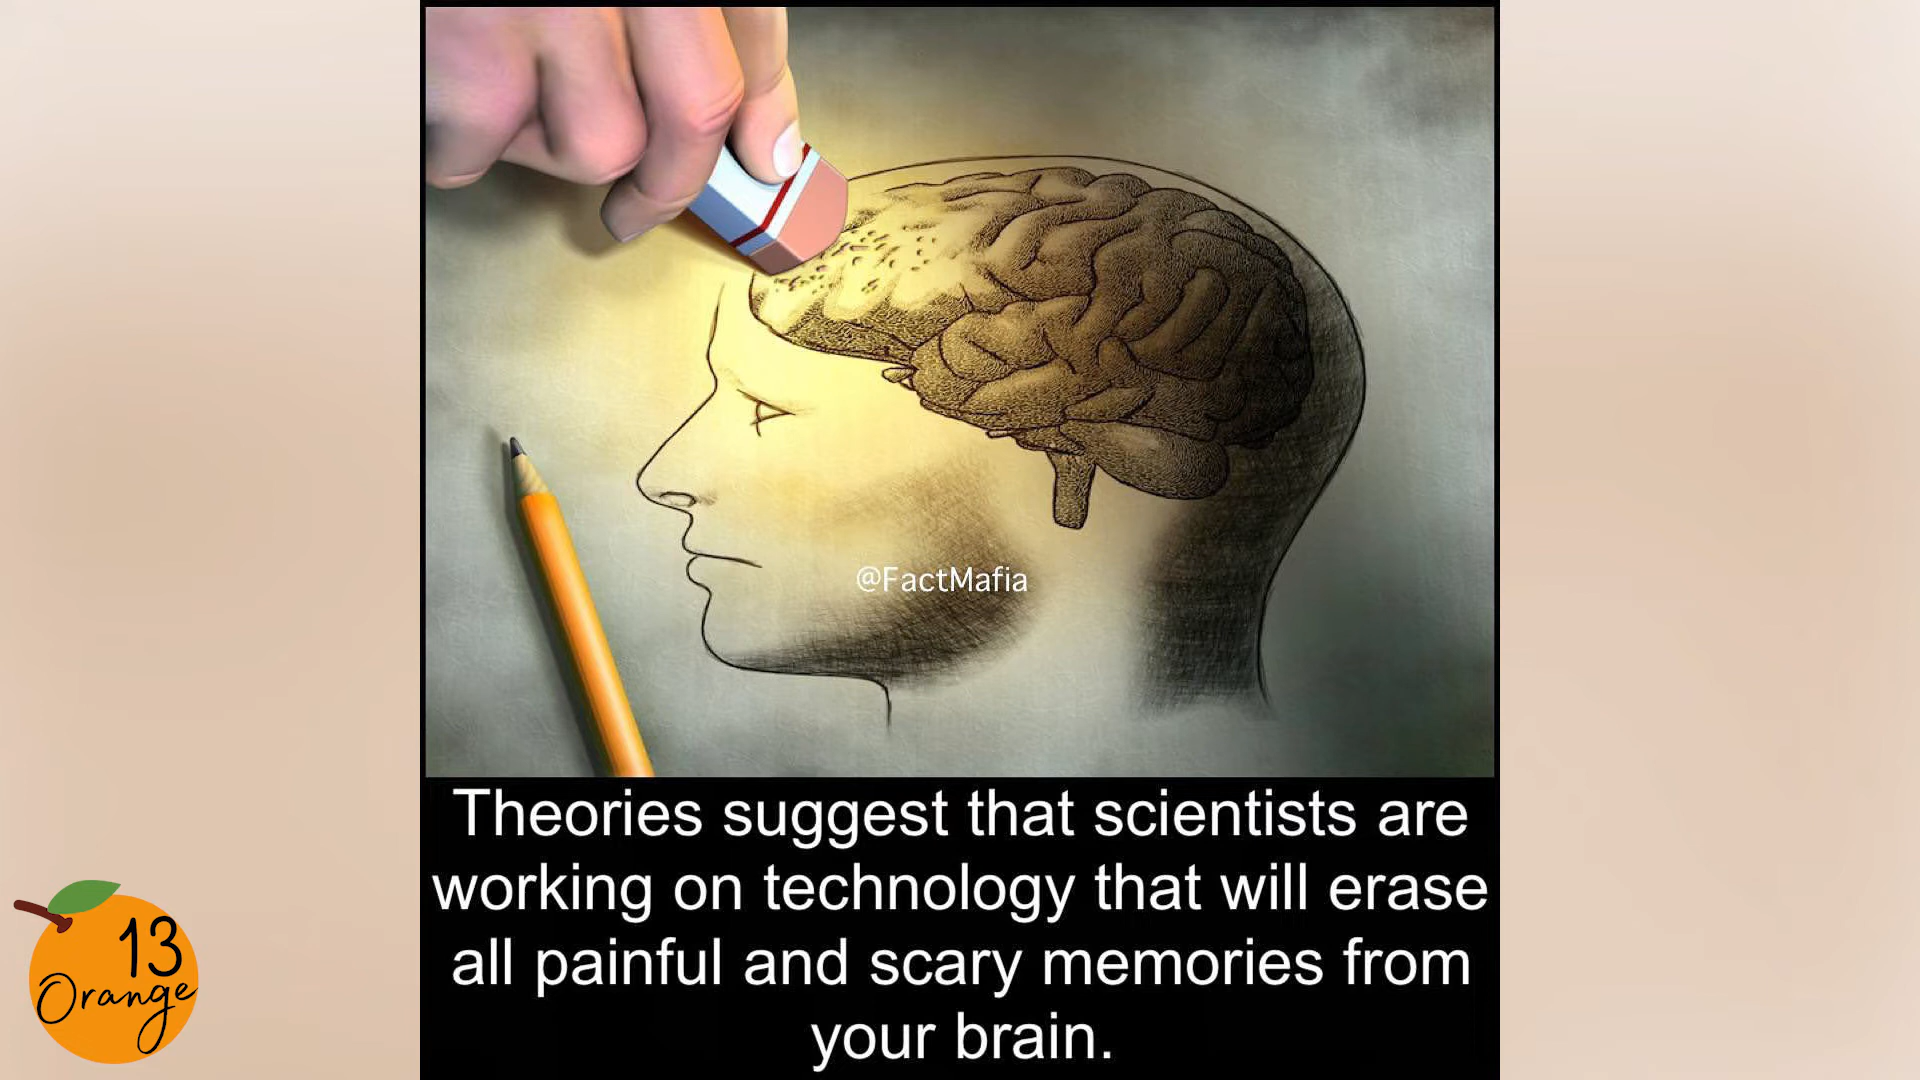 @FactMafia
Theories suggest that scientists are
working on technology that will erase
all painful and scary memories from
your brain.
13
Orange